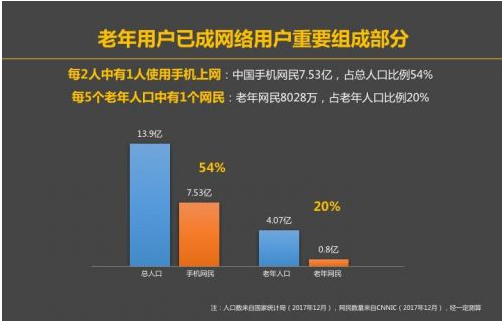 老年用户已成网络用户重要组成部分
每2人中有1人使用手机上网：中国手机网民7.53亿，占总人口比例54%
每5个老年人口中有1个网民：老年网民8028万，占老年人口比例20%
13.9亿
54%
7.53亿
4.07亿
20%
0.8亿
总人口 手机网民 老年人口 老年网民
注：人口数来自国家统计局（2017年12月），网民数量来自CNNIC（2017年12月），经一定测算